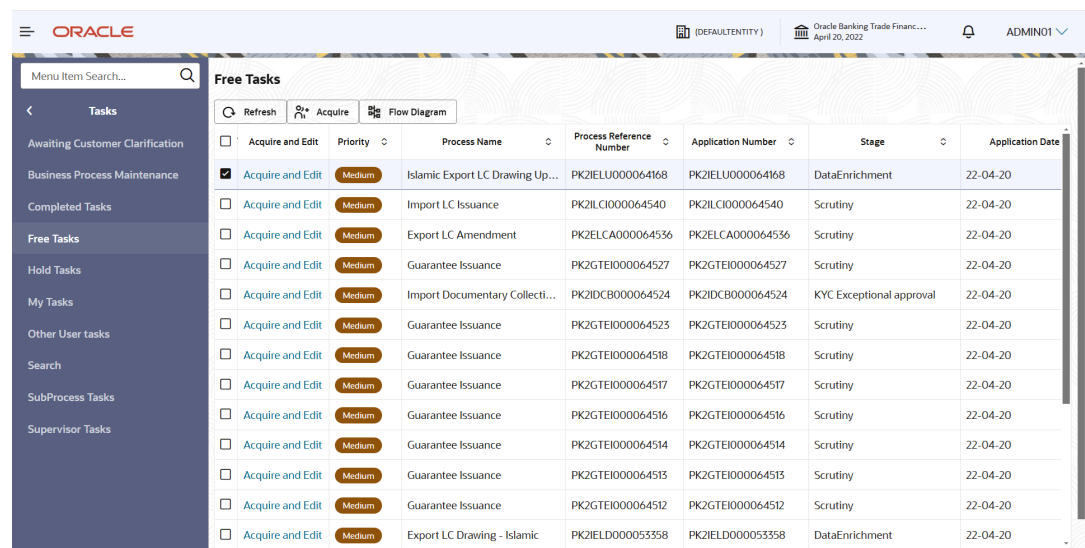 ORACLE
(DEFAULTENTITY )
Oracle Banking Trade Financ...
April 20, 2022
ADMIN01
Menu Item Search...
Tasks
Awaiting Customer Clarification
Business Process Maintenance
Completed Tasks
Free Tasks
Hold Tasks
My Tasks
Other User tasks
Search
SubProcess Tasks
Supervisor Tasks
Free Tasks
Refresh Acquire Flow Diagram
Acquire and Edit Priority Process Name Process Reference Number Application Number Stage Application Date
Acquire and Edit Medium Islamic Export LC Drawing Up... PK2IELU000064168 PK2IELU000064168 DataEnrichment 22-04-20
Acquire and Edit Medium Import LC Issuance PK2ILCI000064540 PK2ILCI000064540 Scrutiny 22-04-20
Acquire and Edit Medium Export LC Amendment PK2ELCA000064536 PK2ELCA000064536 Scrutiny 22-04-20
Acquire and Edit Medium Guarantee Issuance PK2GTEI000064527 PK2GTEI000064527 Scrutiny 22-04-20
Acquire and Edit Medium Import Documentary Collecti... PK2IDCB000064524 PK2IDCB000064524 KYC Exceptional approval 22-04-20
Acquire and Edit Medium Guarantee Issuance PK2GTEI000064523 PK2GTEI000064523 Scrutiny 22-04-20
Acquire and Edit Medium Guarantee Issuance PK2GTEI000064518 PK2GTEI000064518 Scrutiny 22-04-20
Acquire and Edit Medium Guarantee Issuance PK2GTEI000064517 PK2GTEI000064517 Scrutiny 22-04-20
Acquire and Edit Medium Guarantee Issuance PK2GTEI000064516 PK2GTEI000064516 Scrutiny 22-04-20
Acquire and Edit Medium Guarantee Issuance PK2GTEI000064514 PK2GTEI000064514 Scrutiny 22-04-20
Acquire and Edit Medium Guarantee Issuance PK2GTEI000064513 PK2GTEI000064513 Scrutiny 22-04-20
Acquire and Edit Medium Guarantee Issuance PK2GTEI000064512 PK2GTEI000064512 Scrutiny 22-04-20
Acquire and Edit Medium Export LC Drawing - Islamic PK2IELD000053358 PK2IELD000053358 DataEnrichment 22-04-20